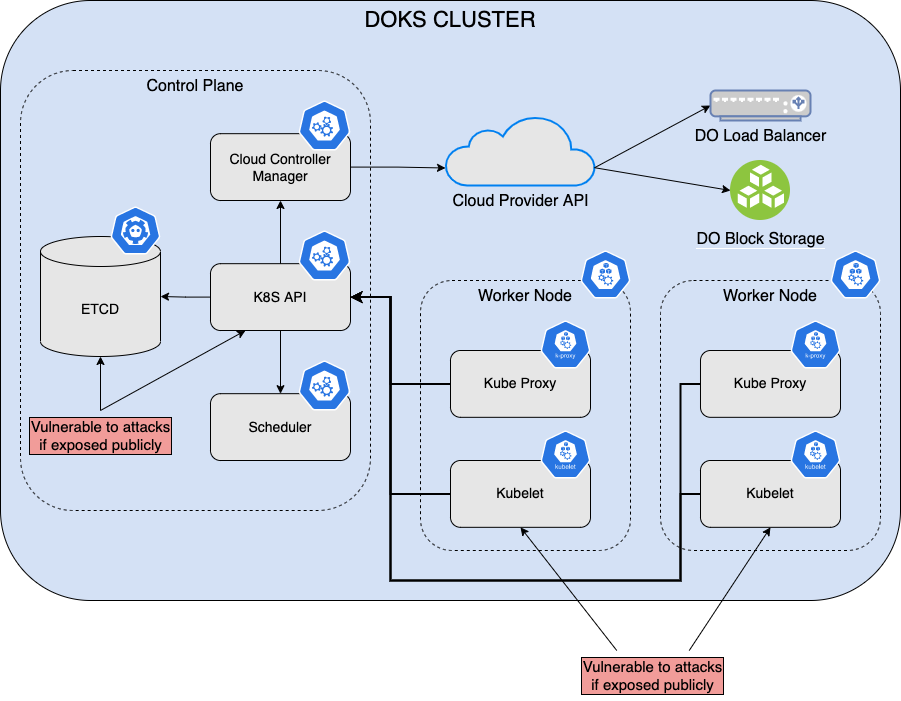 DOKS CLUSTER
Control Plane
Cloud Controller
Manager
ETCD
K8S API
Scheduler
Vulnerable to attacks
if exposed publicly
Cloud Provider API
DO Load Balancer
DO Block Storage
Worker Node
k-proxy
Kube Proxy
kubelet
Kubelet
Worker Node
k-proxy
Kube Proxy
kubelet
Kubelet
Vulnerable to attacks
if exposed publicly